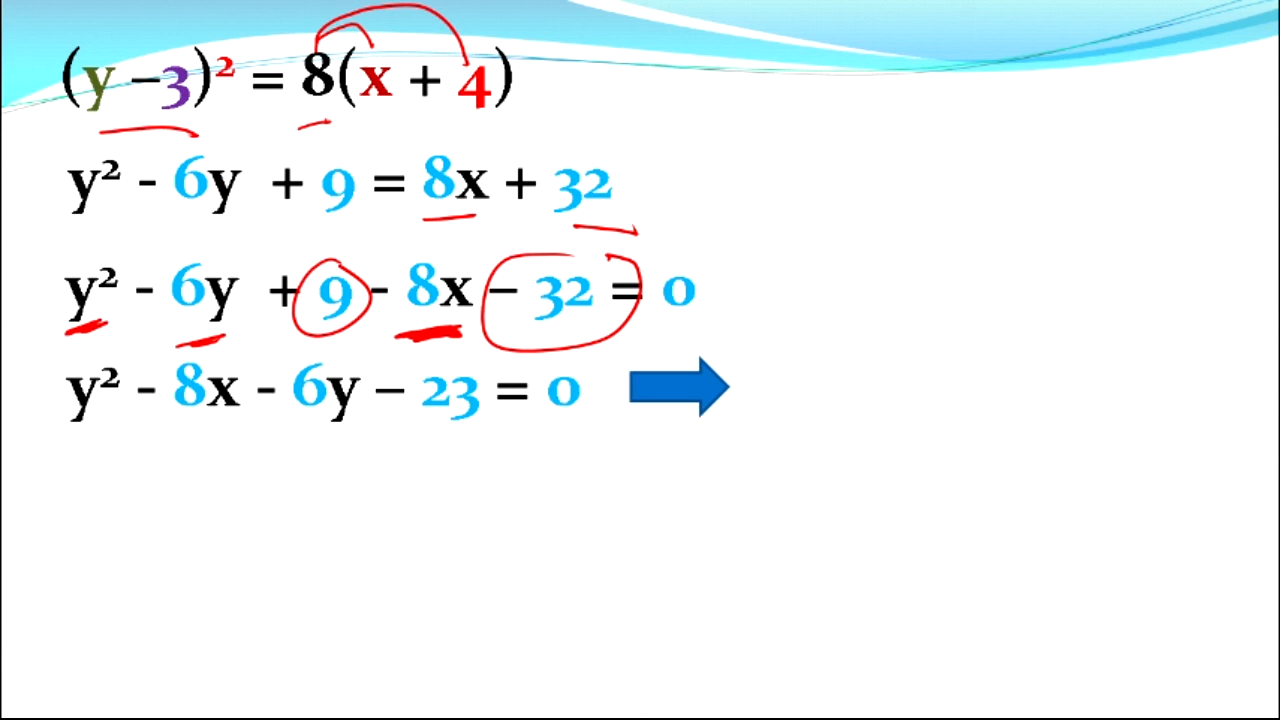 (y –3)² = 8(x + 4)
y² - 6y + 9 = 8x + 32
y² - 6y + 9 - 8x – 32 = 0
y² - 8x - 6y – 23 = 0